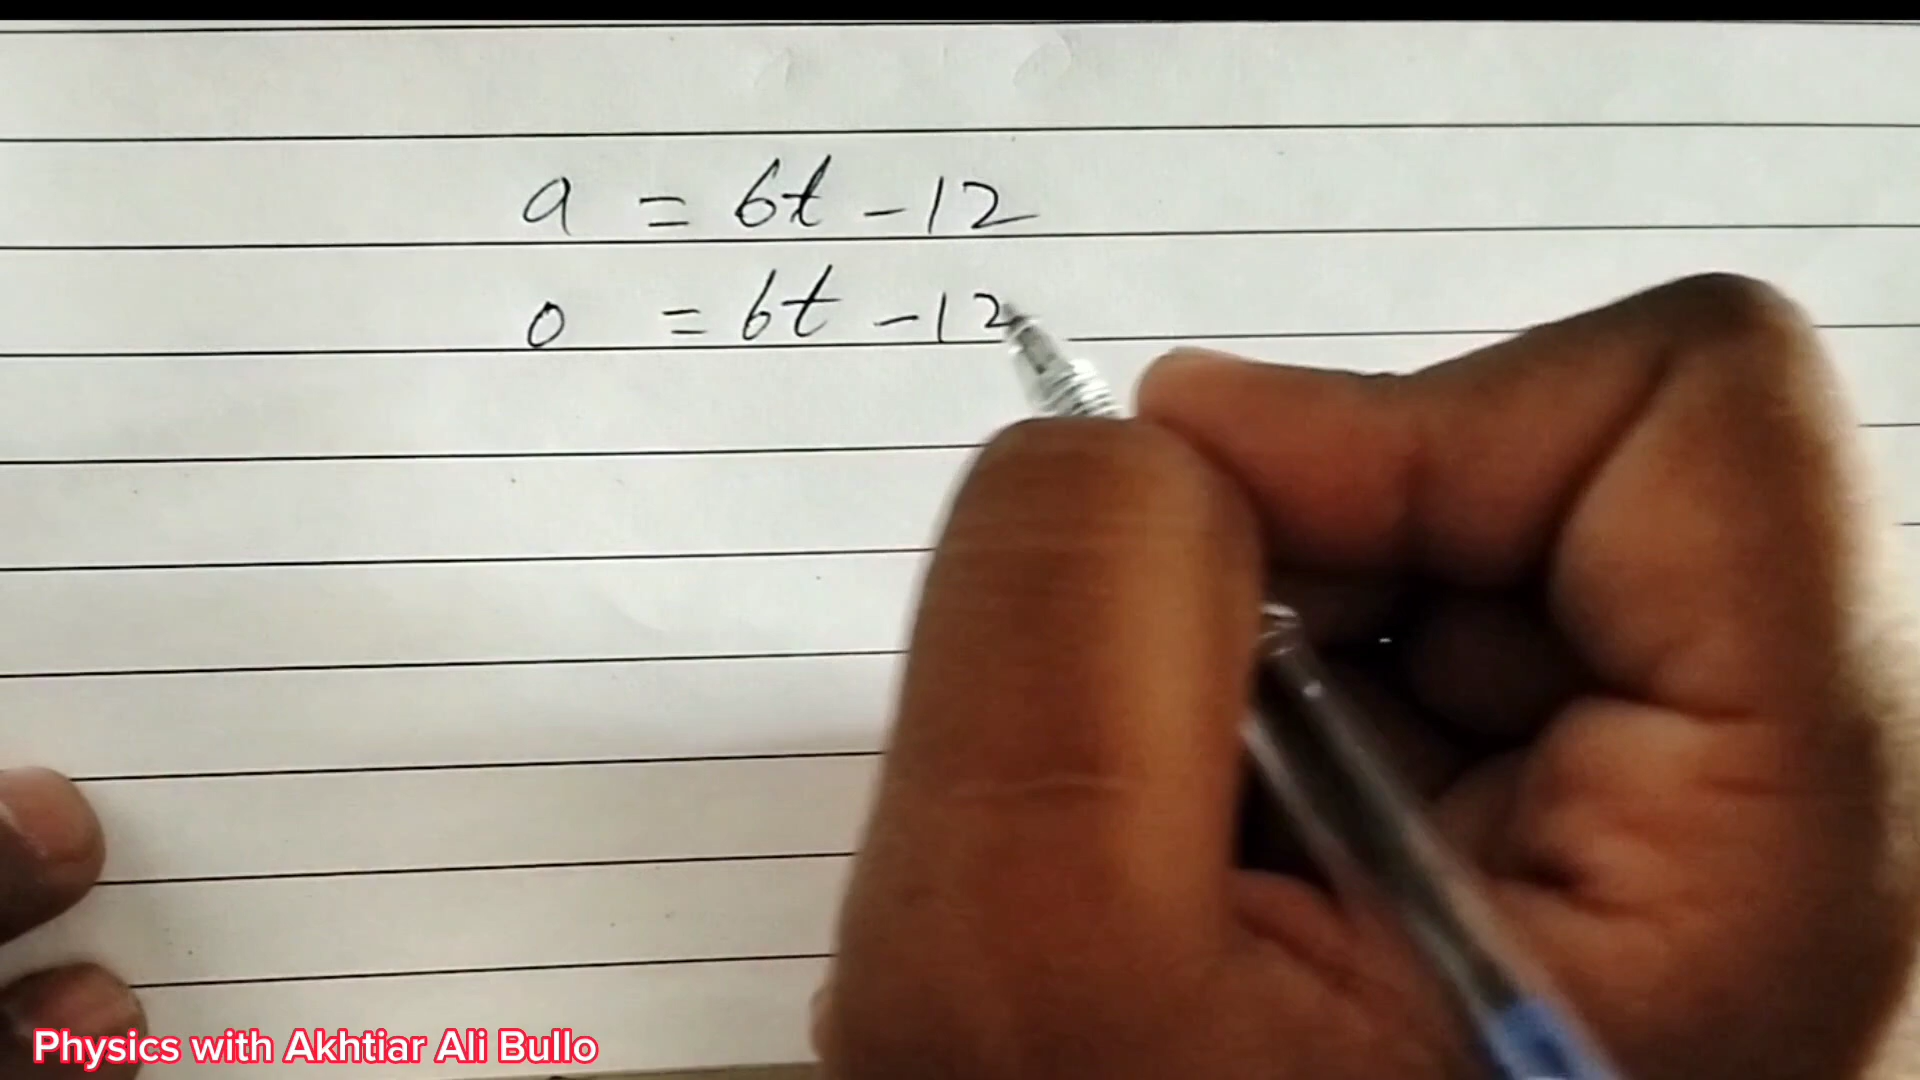 a = 6t - 12
0 = 6t - 12
Physics with Akhtiar Ali Bullo